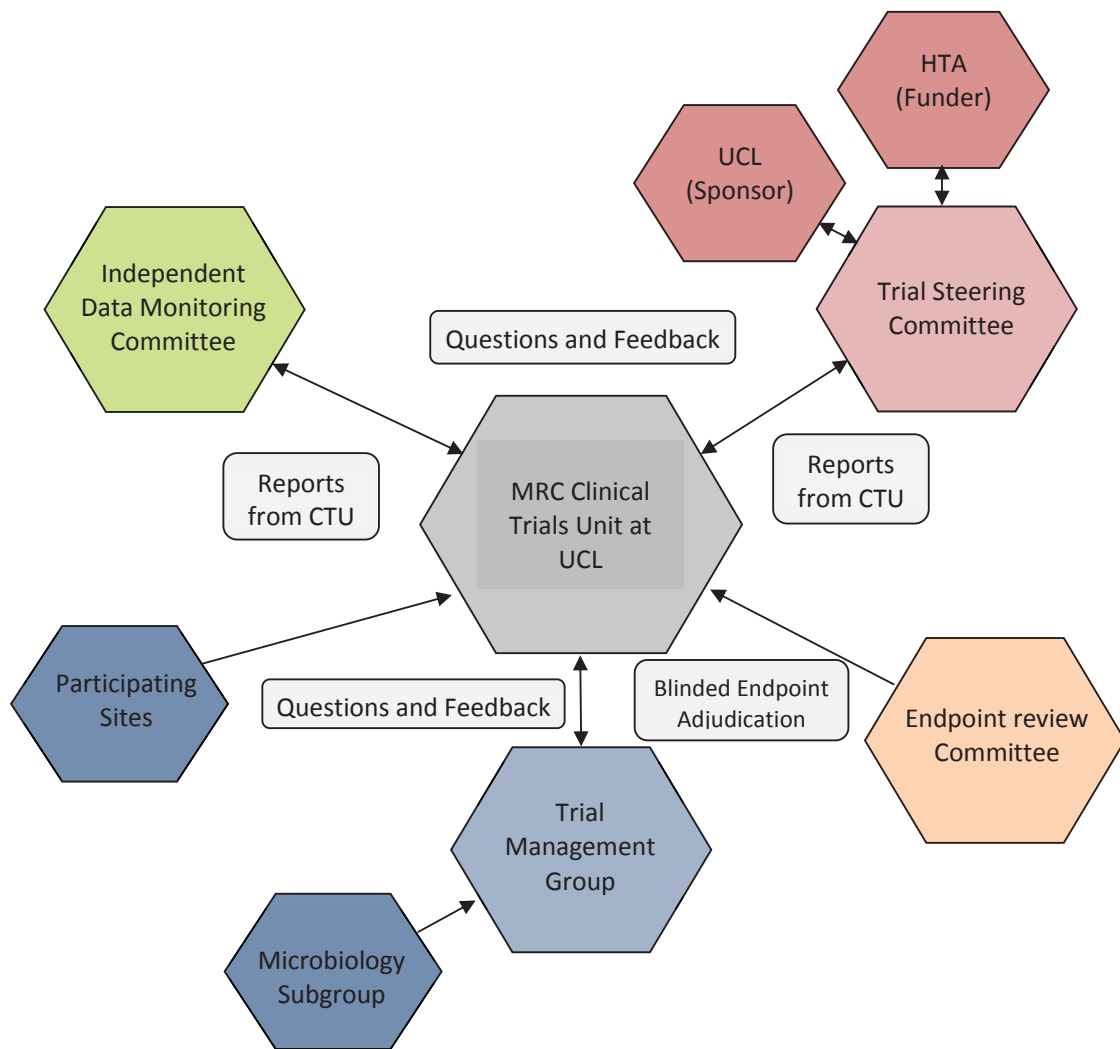 HTA
(Funder)
UCL
(Sponsor)
Independent
Data Monitoring
Committee
Trial Steering
Committee
Questions and Feedback
Reports
from CTU
MRC Clinical
Trials Unit at
UCL
Reports
from CTU
Participating
Sites
Questions and Feedback
Blinded Endpoint
Adjudication
Endpoint review
Committee
Trial
Management
Group
Microbiology
Subgroup